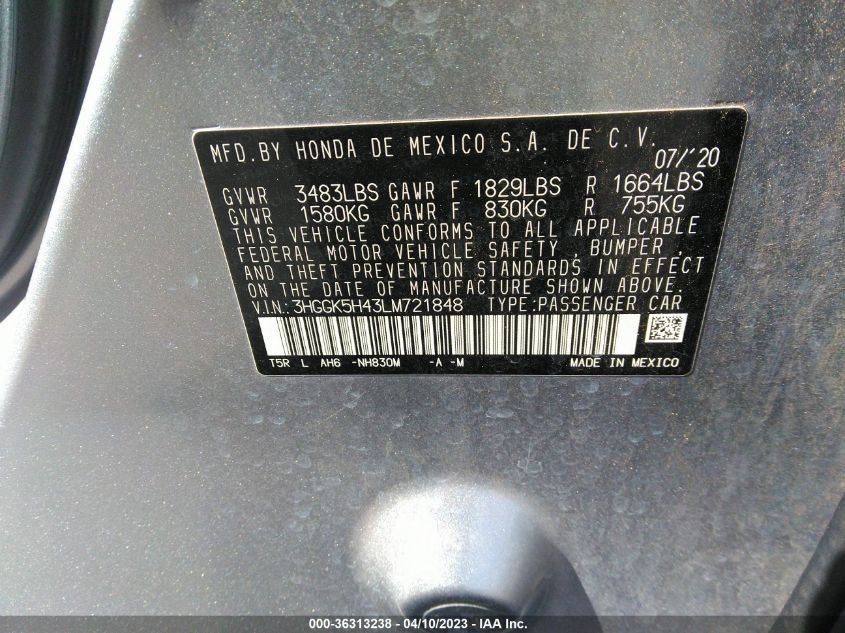 MFD.BY HONDA DE MEXICO S.A. DE C.V.
07/'20
GVWR 3483LBS GAWR F 1829LBS R 1664LBS
GVWR 1580KG GAWR F 830KG R 755KG
THIS VEHICLE CONFORMS TO ALL APPLICABLE
FEDERAL MOTOR VEHICLE SAFETY, BUMPER,
AND THEFT PREVENTION STANDARDS IN EFFECT
ON THE DATE OF MANUFACTURE SHOWN ABOVE.
V.I.N.: 3HGGK5H43LM721848 TYPE:PASSENGER CAR
T5R L AH6 -NH830M -A -M MADE IN MEXICO
000-36313238 - 04/10/2023 - IAA Inc.